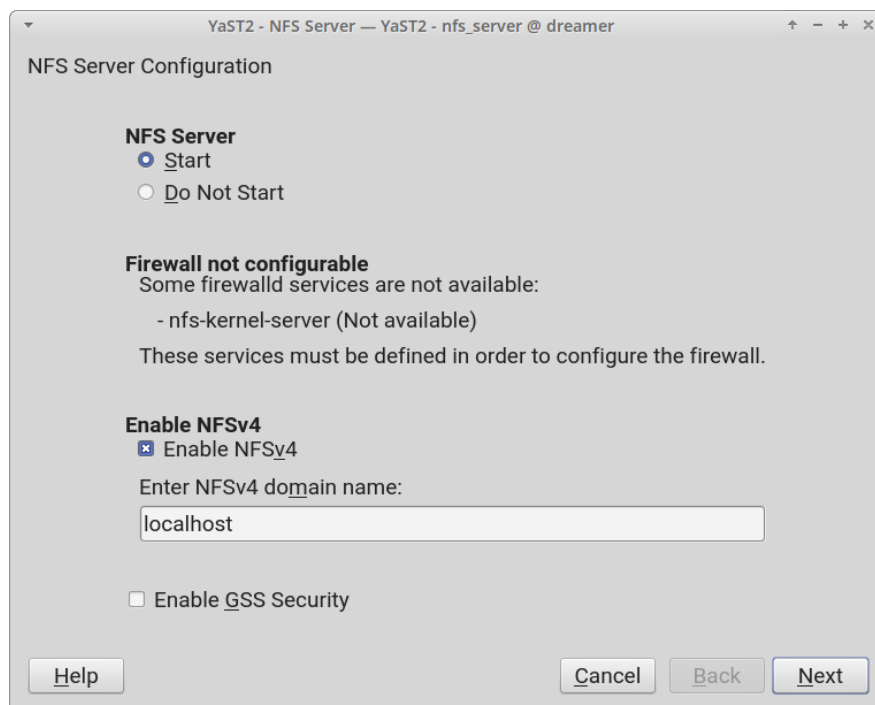 YaST2 - NFS Server — YaST2 - nfs_server @ dreamer
NFS Server Configuration
NFS Server
Start
Do Not Start
Firewall not configurable
Some firewalld services are not available:
- nfs-kernel-server (Not available)
These services must be defined in order to configure the firewall.
Enable NFSv4
Enable NFSv4
Enter NFSv4 domain name:
localhost
Enable GSS Security
Help Cancel Back Next